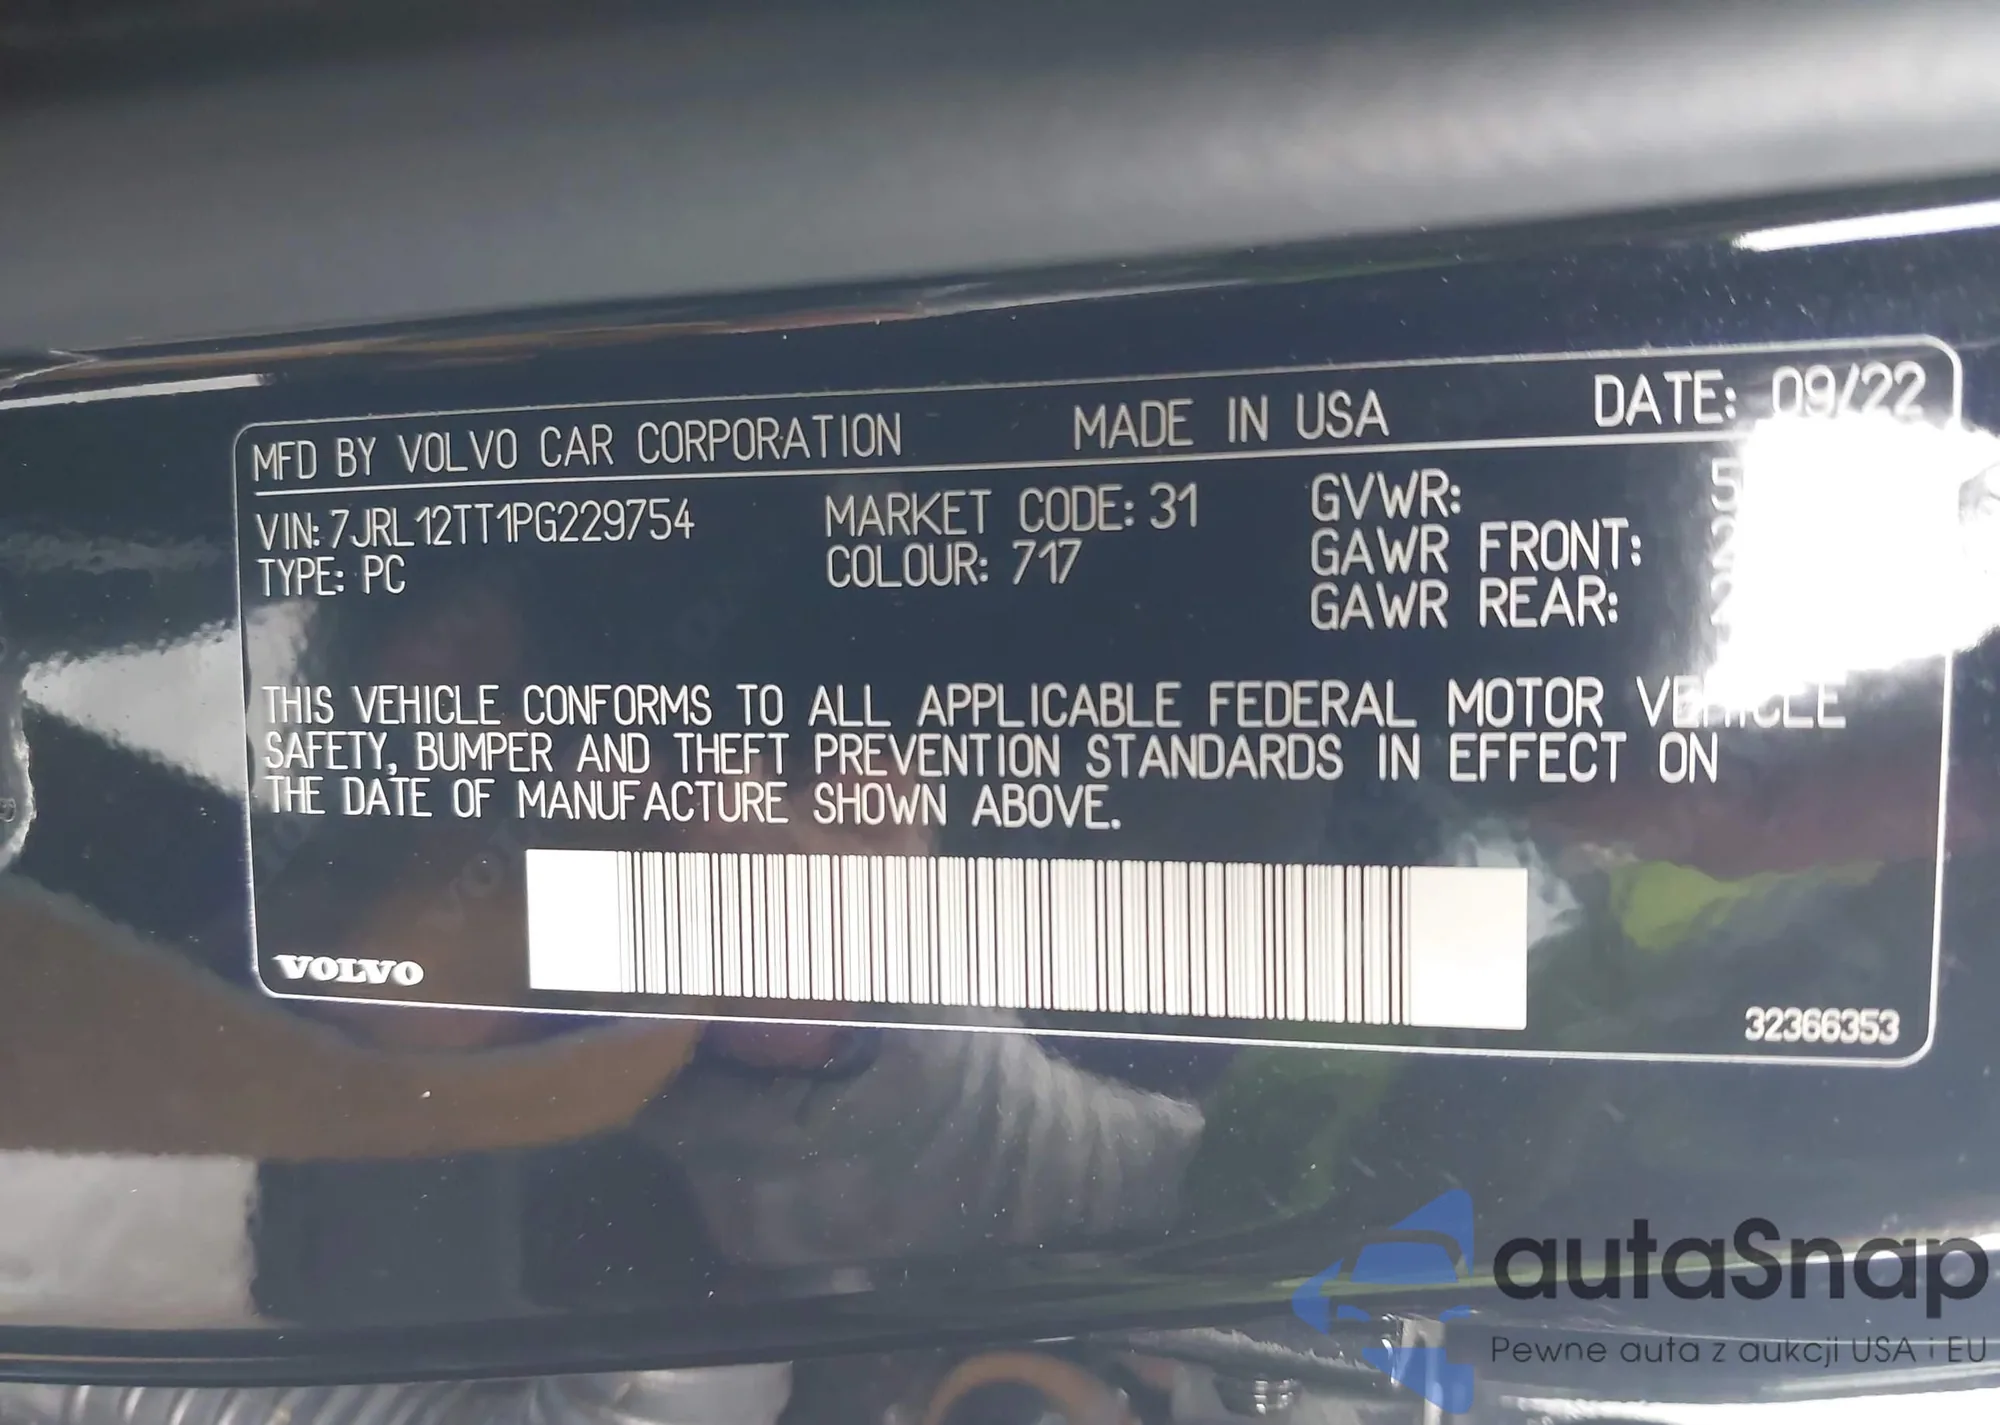 MFD BY VOLVO CAR CORPORATION MADE IN USA DATE: 09/22
VIN: 7JRL12TT1PG229754 MARKET CODE: 31 GVWR:
TYPE: PC COLOUR: 717 GAWR FRONT:
GAWR REAR:
THIS VEHICLE CONFORMS TO ALL APPLICABLE FEDERAL MOTOR VEHICLE
SAFETY, BUMPER AND THEFT PREVENTION STANDARDS IN EFFECT ON
THE DATE OF MANUFACTURE SHOWN ABOVE.
VOLVO
32366353
autaSnap
Pewne auta z aukcji USA i EU